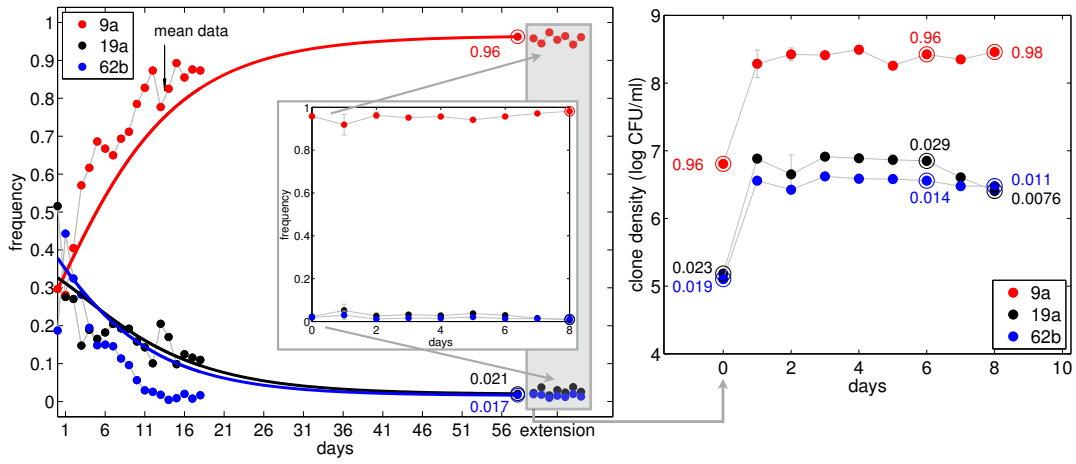 9a
19a
62b
mean data
frequency
1
0.9
0.8
0.7
0.6
0.5
0.4
0.3
0.2
0.1
0
0.96
0.021
0.017
1 6 11 16 21 26 31 36 41 46 51 56 extension
days
frequency
1
0.8
0.6
0.4
0.2
0
0 2 4 6 8
days
clone density (log CFU/ml)
9
8
7
6
5
4
0.96
0.98
0.96
0.029
0.011
0.014
0.0076
0.023
0.019
9a
19a
62b
0 2 4 6 8 10
days